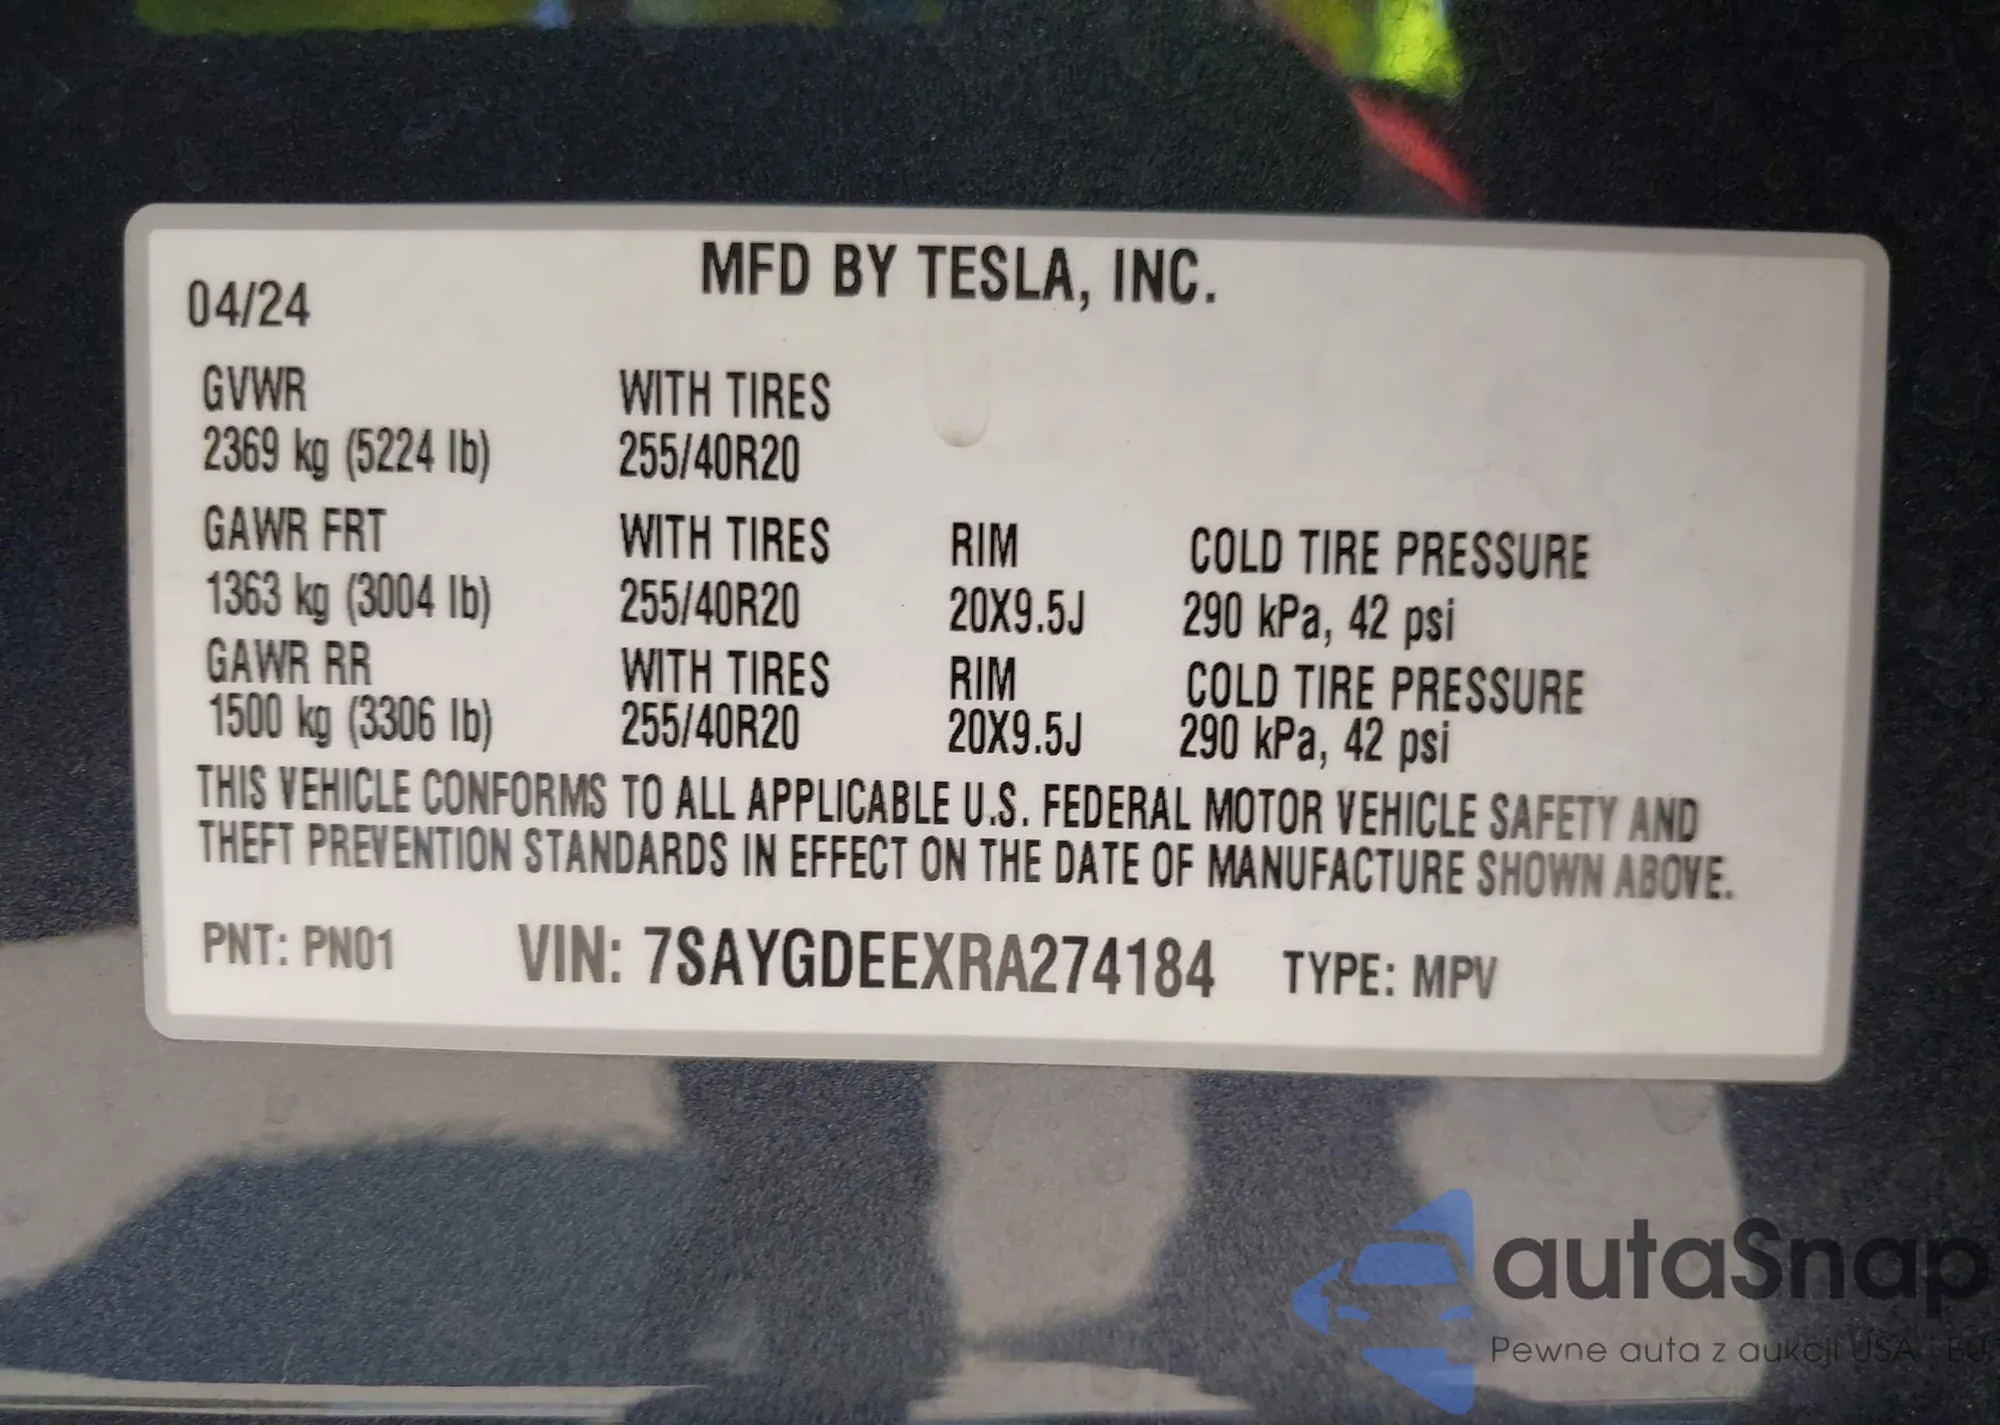 MFD BY TESLA, INC.
04/24
GVWR WITH TIRES
2369 kg (5224 lb) 255/40R20
GAWR FRT WITH TIRES RIM COLD TIRE PRESSURE
1363 kg (3004 lb) 255/40R20 20X9.5J 290 kPa, 42 psi
GAWR RR WITH TIRES RIM COLD TIRE PRESSURE
1500 kg (3306 lb) 255/40R20 20X9.5J 290 kPa, 42 psi
THIS VEHICLE CONFORMS TO ALL APPLICABLE U.S. FEDERAL MOTOR VEHICLE SAFETY AND
THEFT PREVENTION STANDARDS IN EFFECT ON THE DATE OF MANUFACTURE SHOWN ABOVE.
PNT: PN01 VIN: 7SAYGDEEXRA274184 TYPE: MPV
autaSnap
Pewne auta z aukcji USA i EU